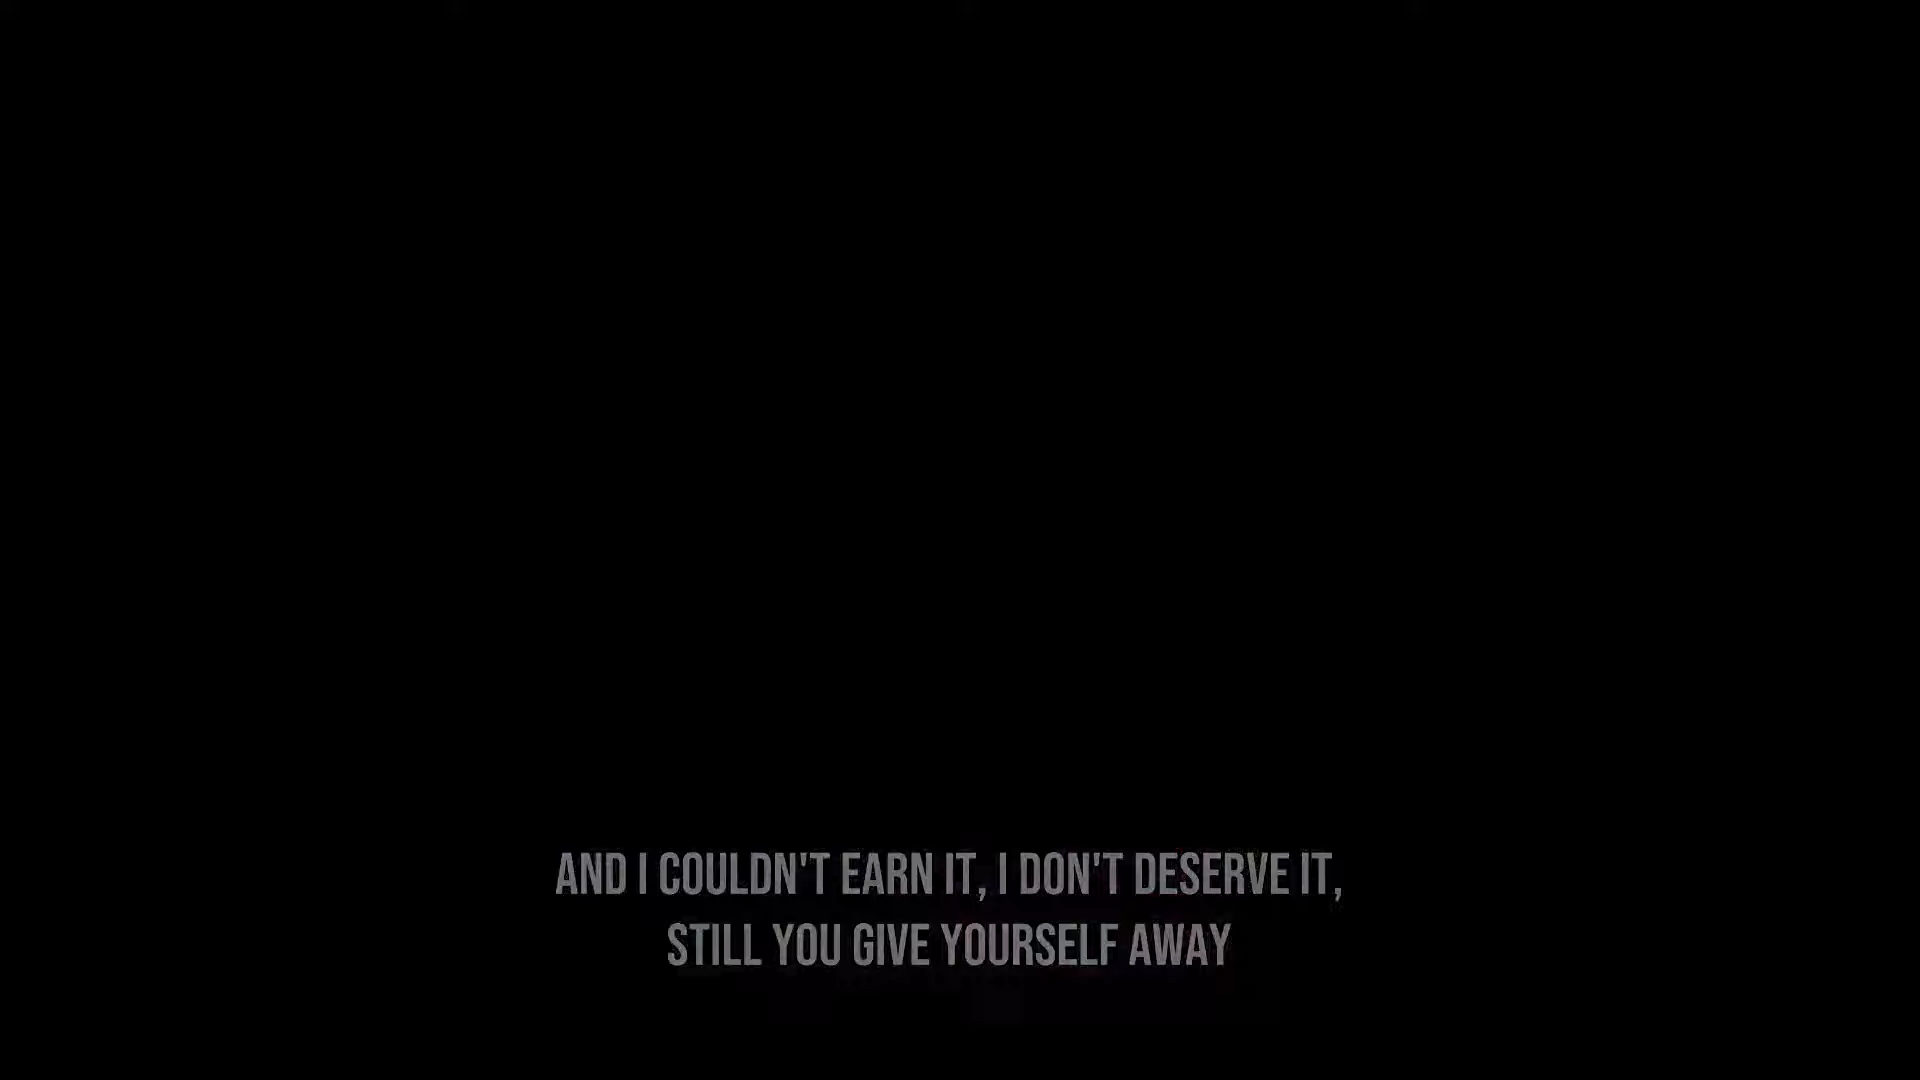 AND I COULDN'T EARN IT, I DON'T DESERVE IT,
STILL YOU GIVE YOURSELF AWAY